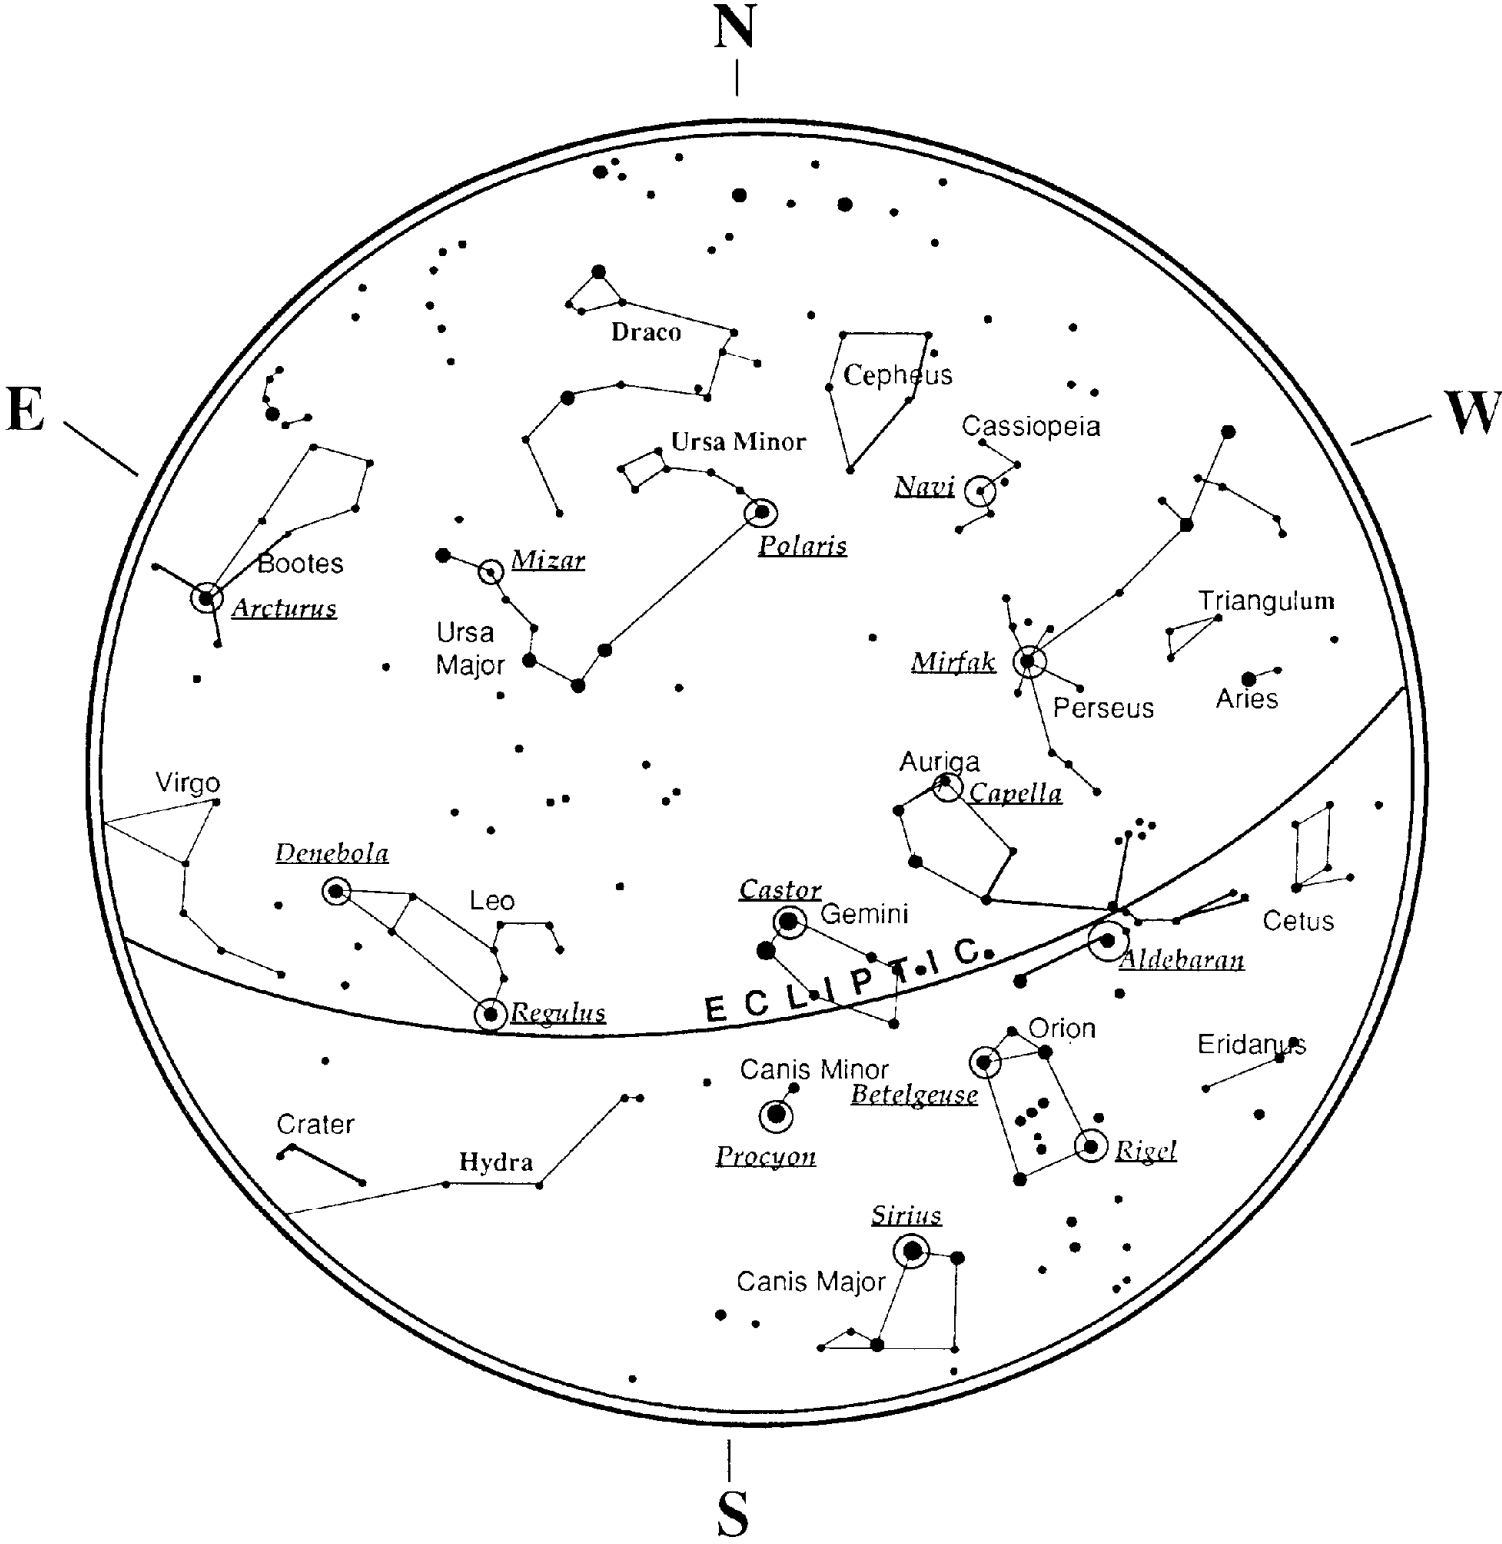 N
Draco
Cepheus
E
W
Ursa Minor
Cassiopeia
Navi
Polaris
Mizar
Bootes
Arcturus
Triangulum
Ursa
Major
Mirfak
Aries
Perseus
Auriga
Capella
Virgo
Denebola
Castor
Leo
Gemini
Cetus
ECLIPTIC
Aldebaran
Regulus
Orion
Eridanus
Canis Minor
Betelgeuse
Crater
Hydra
Procyon
Rigel
Sirius
Canis Major
S